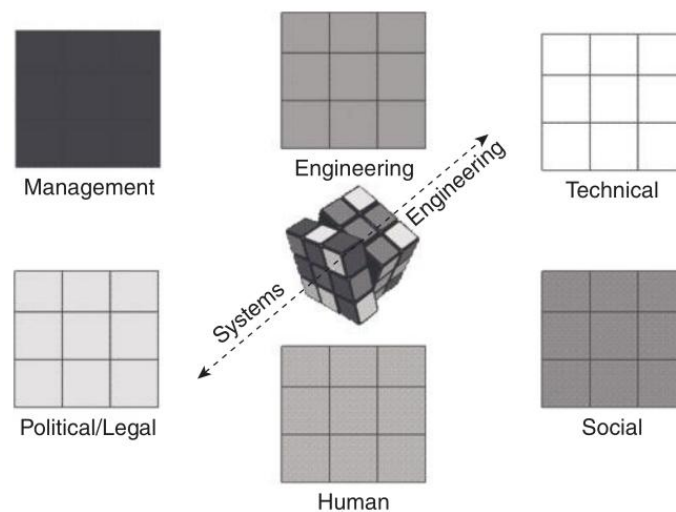 Management
Engineering
Technical
Systems
Engineering
Political/Legal
Human
Social